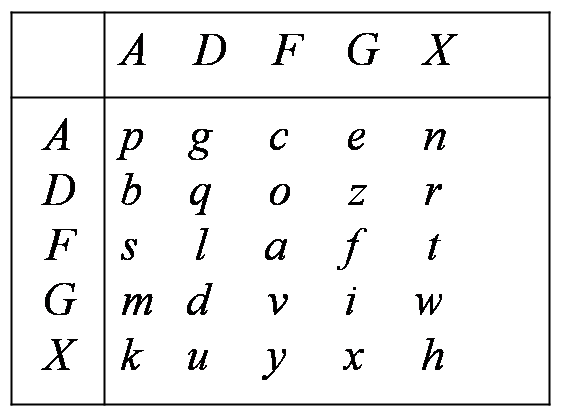 A D F G X
A p g c e n
D b q o z r
F s l a f t
G m d v i w
X k u y x h